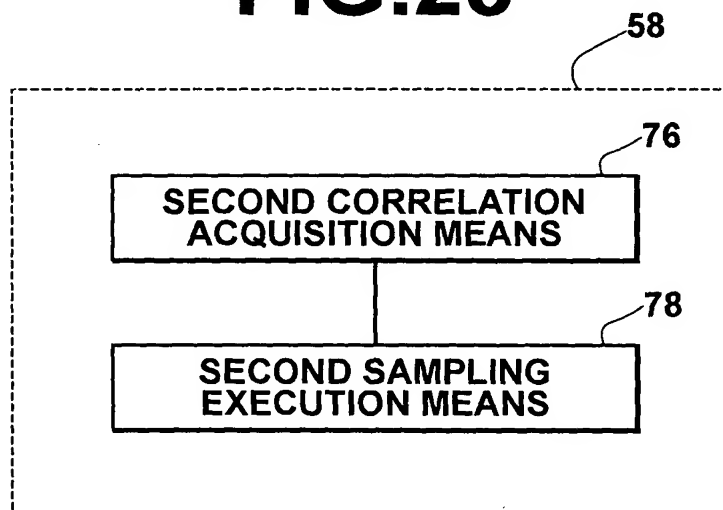 58
76
SECOND CORRELATION
ACQUISITION MEANS
78
SECOND SAMPLING
EXECUTION MEANS